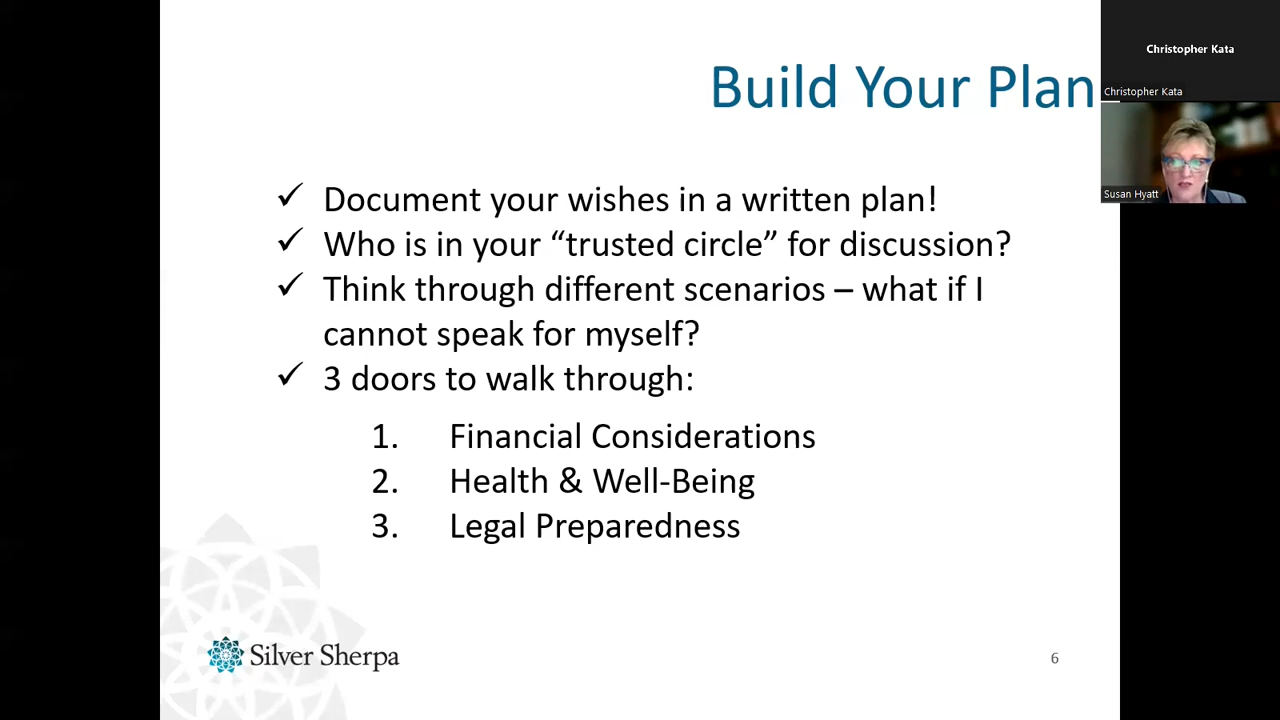 Build Your Plan
Christopher Kata
Christopher Kata
Susan Hyatt
✓ Document your wishes in a written plan!
✓ Who is in your “trusted circle” for discussion?
✓ Think through different scenarios – what if I
cannot speak for myself?
✓ 3 doors to walk through:
1. Financial Considerations
2. Health & Well-Being
3. Legal Preparedness
Silver Sherpa
6